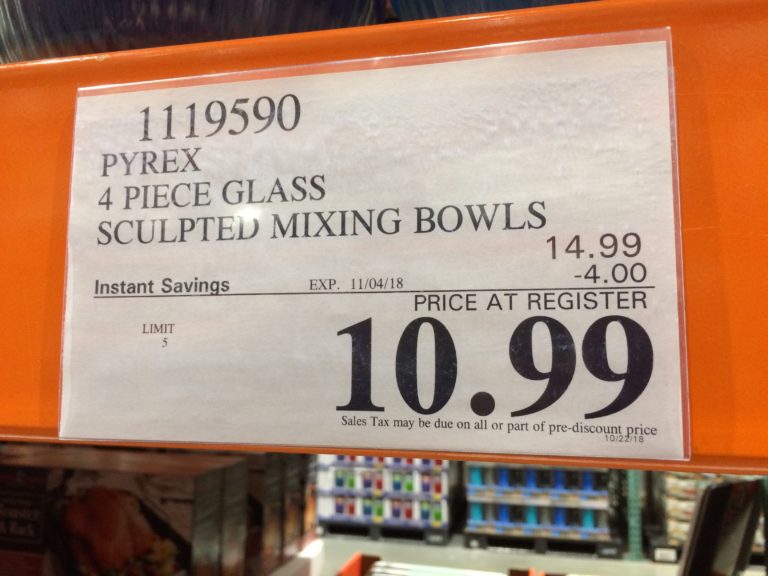 1119590
PYREX
4 PIECE GLASS
SCULPTED MIXING BOWLS
14.99
-4.00
Instant Savings EXP. 11/04/18
PRICE AT REGISTER
LIMIT
5
10.99
Sales Tax may be due on all or part of pre-discount price
10/22/18